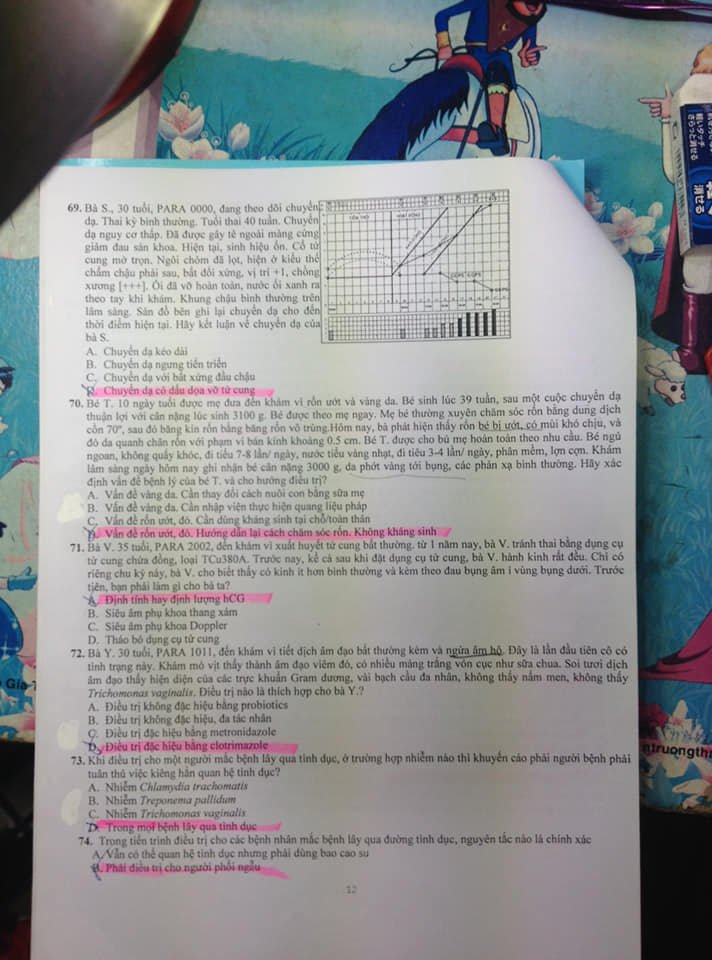 69. Bà S., 30 tuổi, PARA 0000, đang theo dõi chuyển
dạ. Thai kỳ bình thường. Tuổi thai 40 tuần. Chuyển
dạ nguy cơ thấp. Đã được gây tê ngoài màng cứng
giảm đau sản khoa. Hiện tại, sinh hiệu ổn. Cổ tử
cung mở trọn. Ngôi chỏm đã lọt, hiện ở kiểu thế
chẩm chậu phải sau, bất đối xứng, vị trí +1, chồng
xương [+++]. Ối đã vỡ hoàn toàn, nước ối xanh ra
theo tay khi khám. Khung chậu bình thường trên
lâm sàng. Sản đồ bên ghi lại chuyển dạ cho đến
thời điểm hiện tại. Hãy kết luận về chuyển dạ của
bà S.
A. Chuyển dạ kéo dài
B. Chuyển dạ ngưng tiến triển
C. Chuyển dạ với bất xứng đầu chậu
D. Chuyển dạ có dấu dọa vỡ tử cung
70. Bé T. 10 ngày tuổi được mẹ đưa đến khám vì rốn ướt và vàng da. Bé sinh lúc 39 tuần, sau một cuộc chuyển dạ
thuận lợi với cân nặng lúc sinh 3100 g. Bé được theo mẹ ngay. Mẹ bé thường xuyên chăm sóc rốn bằng dung dịch
cồn 70°, sau đó băng kín rốn bằng băng rốn vô trùng.Hôm nay, bà phát hiện thấy rốn bé bị ướt, có mùi khó chịu, và
đỏ da quanh chân rốn với phạm vi bán kính khoảng 0.5 cm. Bé T. được cho bú mẹ hoàn toàn theo nhu cầu. Bé ngủ
ngoan, không quấy khóc, đi tiểu 7-8 lần/ ngày, nước tiểu vàng nhạt, đi tiêu 3-4 lần/ ngày, phân mềm, lợn cợn. Khám
lâm sàng ngày hôm nay ghi nhận bé cân nặng 3000 g, da phớt vàng tới bụng, các phản xạ bình thường. Hãy xác
định vấn đề bệnh lý của bé T. và cho hướng điều trị?
A. Vấn đề vàng da. Cần thay đổi cách nuôi con bằng sữa mẹ
B. Vấn đề vàng da. Cần nhập viện thực hiện quang liệu pháp
C. Vấn đề rốn ướt, đỏ. Cần dùng kháng sinh tại chỗ/toàn thân
D. Vấn đề rốn ướt, đỏ. Hướng dẫn lại cách chăm sóc rốn. Không kháng sinh
71. Bà V. 35 tuổi, PARA 2002, đến khám vì xuất huyết tử cung bất thường. từ 1 năm nay, bà V. tránh thai bằng dụng cụ
tử cung chứa đồng, loại TCu380A. Trước nay, kể cả sau khi đặt dụng cụ tử cung, bà V. hành kinh rất đều. Chỉ có
riêng chu kỳ này, bà V. cho biết thấy có kinh ít hơn bình thường và kèm theo đau bụng âm ỉ vùng bụng dưới. Trước
tiên, bạn phải làm gì cho bà ta?
A. Định tính hay định lượng hCG
B. Siêu âm phụ khoa thang xám
C. Siêu âm phụ khoa Doppler
D. Tháo bỏ dụng cụ tử cung
72. Bà Y. 30 tuổi, PARA 1011, đến khám vì tiết dịch âm đạo bất thường kèm và ngứa âm hộ. Đây là lần đầu tiên cô có
tình trạng này. Khám mỏ vịt thấy thành âm đạo viêm đỏ, có nhiều mảng trắng vón cục như sữa chua. Soi tươi dịch
âm đạo thấy hiện diện của các trực khuẩn Gram dương, vài bạch cầu đa nhân, không thấy nấm men, không thấy
Trichomonas vaginalis. Điều trị nào là thích hợp cho bà Y.?
A. Điều trị không đặc hiệu bằng probiotics
B. Điều trị không đặc hiệu, đa tác nhân
C. Điều trị đặc hiệu bằng metronidazole
D. Điều trị đặc hiệu bằng clotrimazole
73. Khi điều trị cho một người mắc bệnh lây qua tình dục, ở trường hợp nhiễm nào thì khuyến cáo phải người bệnh phải
tuân thủ việc kiêng hẳn quan hệ tình dục?
A. Nhiễm Chlamydia trachomatis
B. Nhiễm Treponema pallidum
C. Nhiễm Trichomonas vaginalis
D. Trong mọi bệnh lây qua tình dục
74. Trong tiến trình điều trị cho các bệnh nhân mắc bệnh lây qua đường tình dục, nguyên tắc nào là chính xác
A. Vẫn có thể quan hệ tình dục nhưng phải dùng bao cao su
B. Phải điều trị cho người phối ngẫu
12